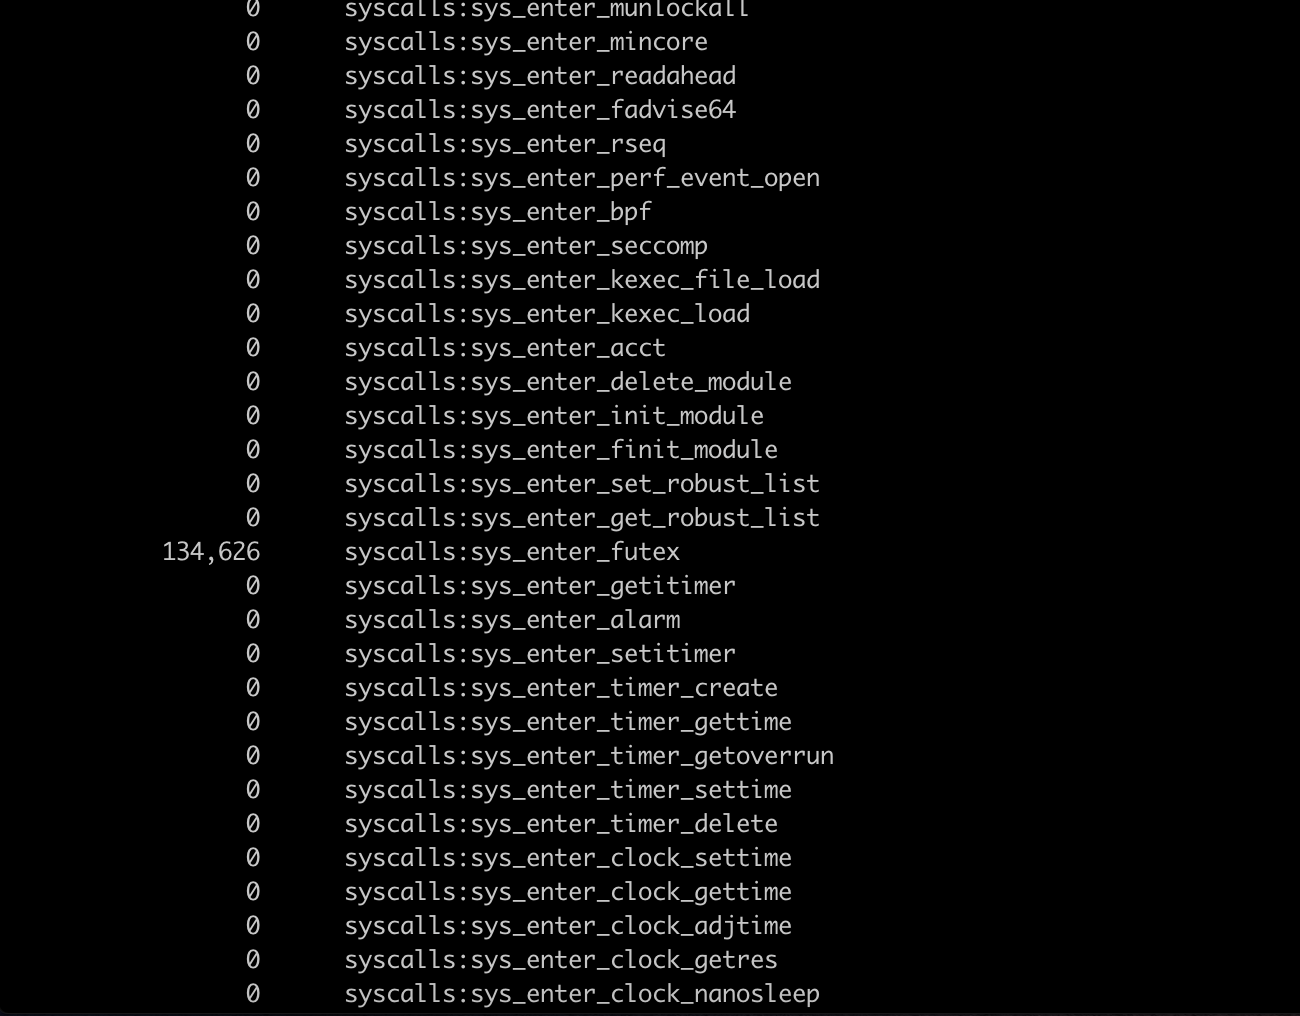 0 syscalls:sys_enter_munlockall
0 syscalls:sys_enter_mincore
0 syscalls:sys_enter_readahead
0 syscalls:sys_enter_fadvise64
0 syscalls:sys_enter_rseq
0 syscalls:sys_enter_perf_event_open
0 syscalls:sys_enter_bpf
0 syscalls:sys_enter_seccomp
0 syscalls:sys_enter_kexec_file_load
0 syscalls:sys_enter_kexec_load
0 syscalls:sys_enter_acct
0 syscalls:sys_enter_delete_module
0 syscalls:sys_enter_init_module
0 syscalls:sys_enter_finit_module
0 syscalls:sys_enter_set_robust_list
0 syscalls:sys_enter_get_robust_list
134,626 syscalls:sys_enter_futex
0 syscalls:sys_enter_getitimer
0 syscalls:sys_enter_alarm
0 syscalls:sys_enter_setitimer
0 syscalls:sys_enter_timer_create
0 syscalls:sys_enter_timer_gettime
0 syscalls:sys_enter_timer_getoverrun
0 syscalls:sys_enter_timer_settime
0 syscalls:sys_enter_timer_delete
0 syscalls:sys_enter_clock_settime
0 syscalls:sys_enter_clock_gettime
0 syscalls:sys_enter_clock_adjtime
0 syscalls:sys_enter_clock_getres
0 syscalls:sys_enter_clock_nanosleep